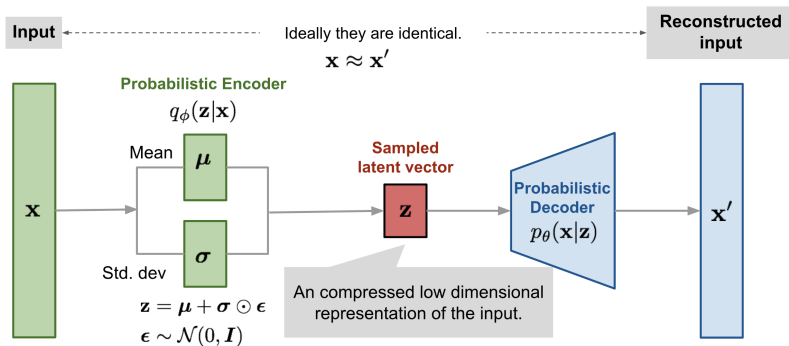 Input
Ideally they are identical.
x ≈ x′
Reconstructed
input
Probabilistic Encoder
qϕ(z|x)
Mean
μ
Sampled
latent vector
x
z
Probabilistic
Decoder
pθ(x|z)
x′
σ
Std. dev
z = μ + σ ⊙ ϵ
ϵ ∼ 𝒩(0, I)
An compressed low dimensional
representation of the input.